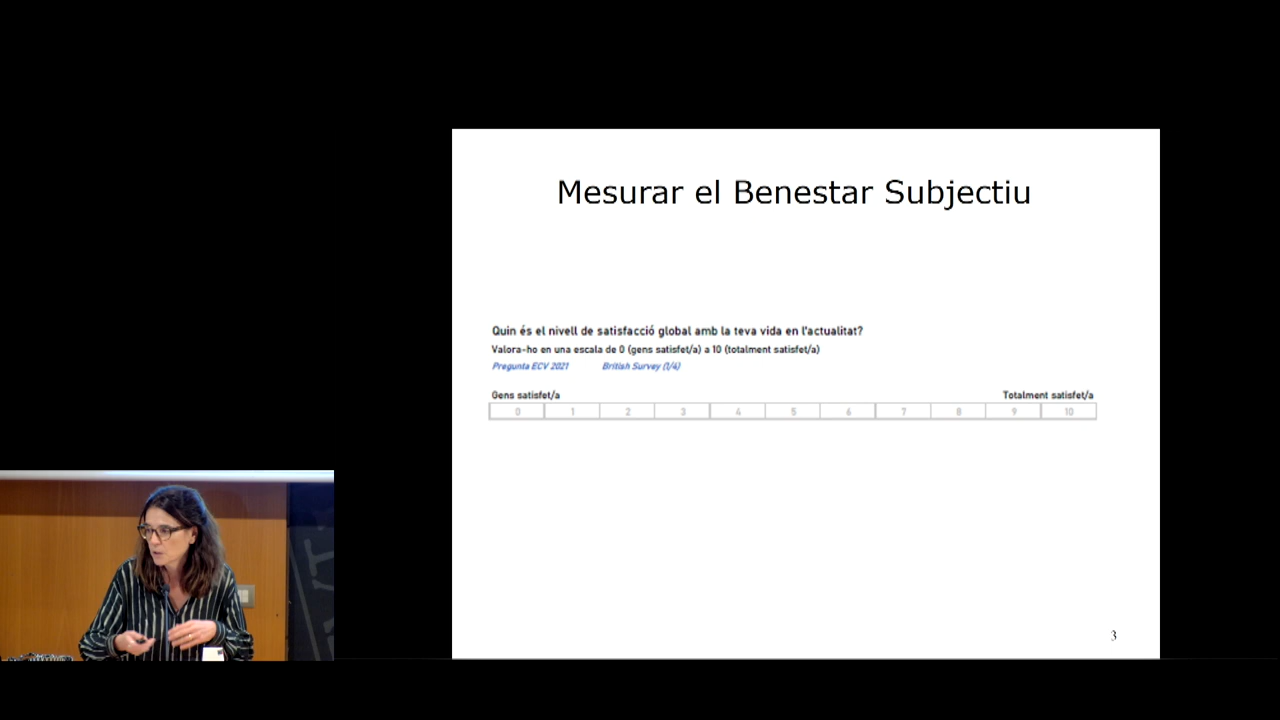 Mesurar el Benestar Subjectiu
Quin és el nivell de satisfacció global amb la teva vida en l'actualitat?
Valora-ho en una escala de 0 (gens satisfet/a) a 10 (totalment satisfet/a)
Pregunta ECV 2021 British Survey (1/4)
Gens satisfet/a Totalment satisfet/a
0 1 2 3 4 5 6 7 8 9 10
3